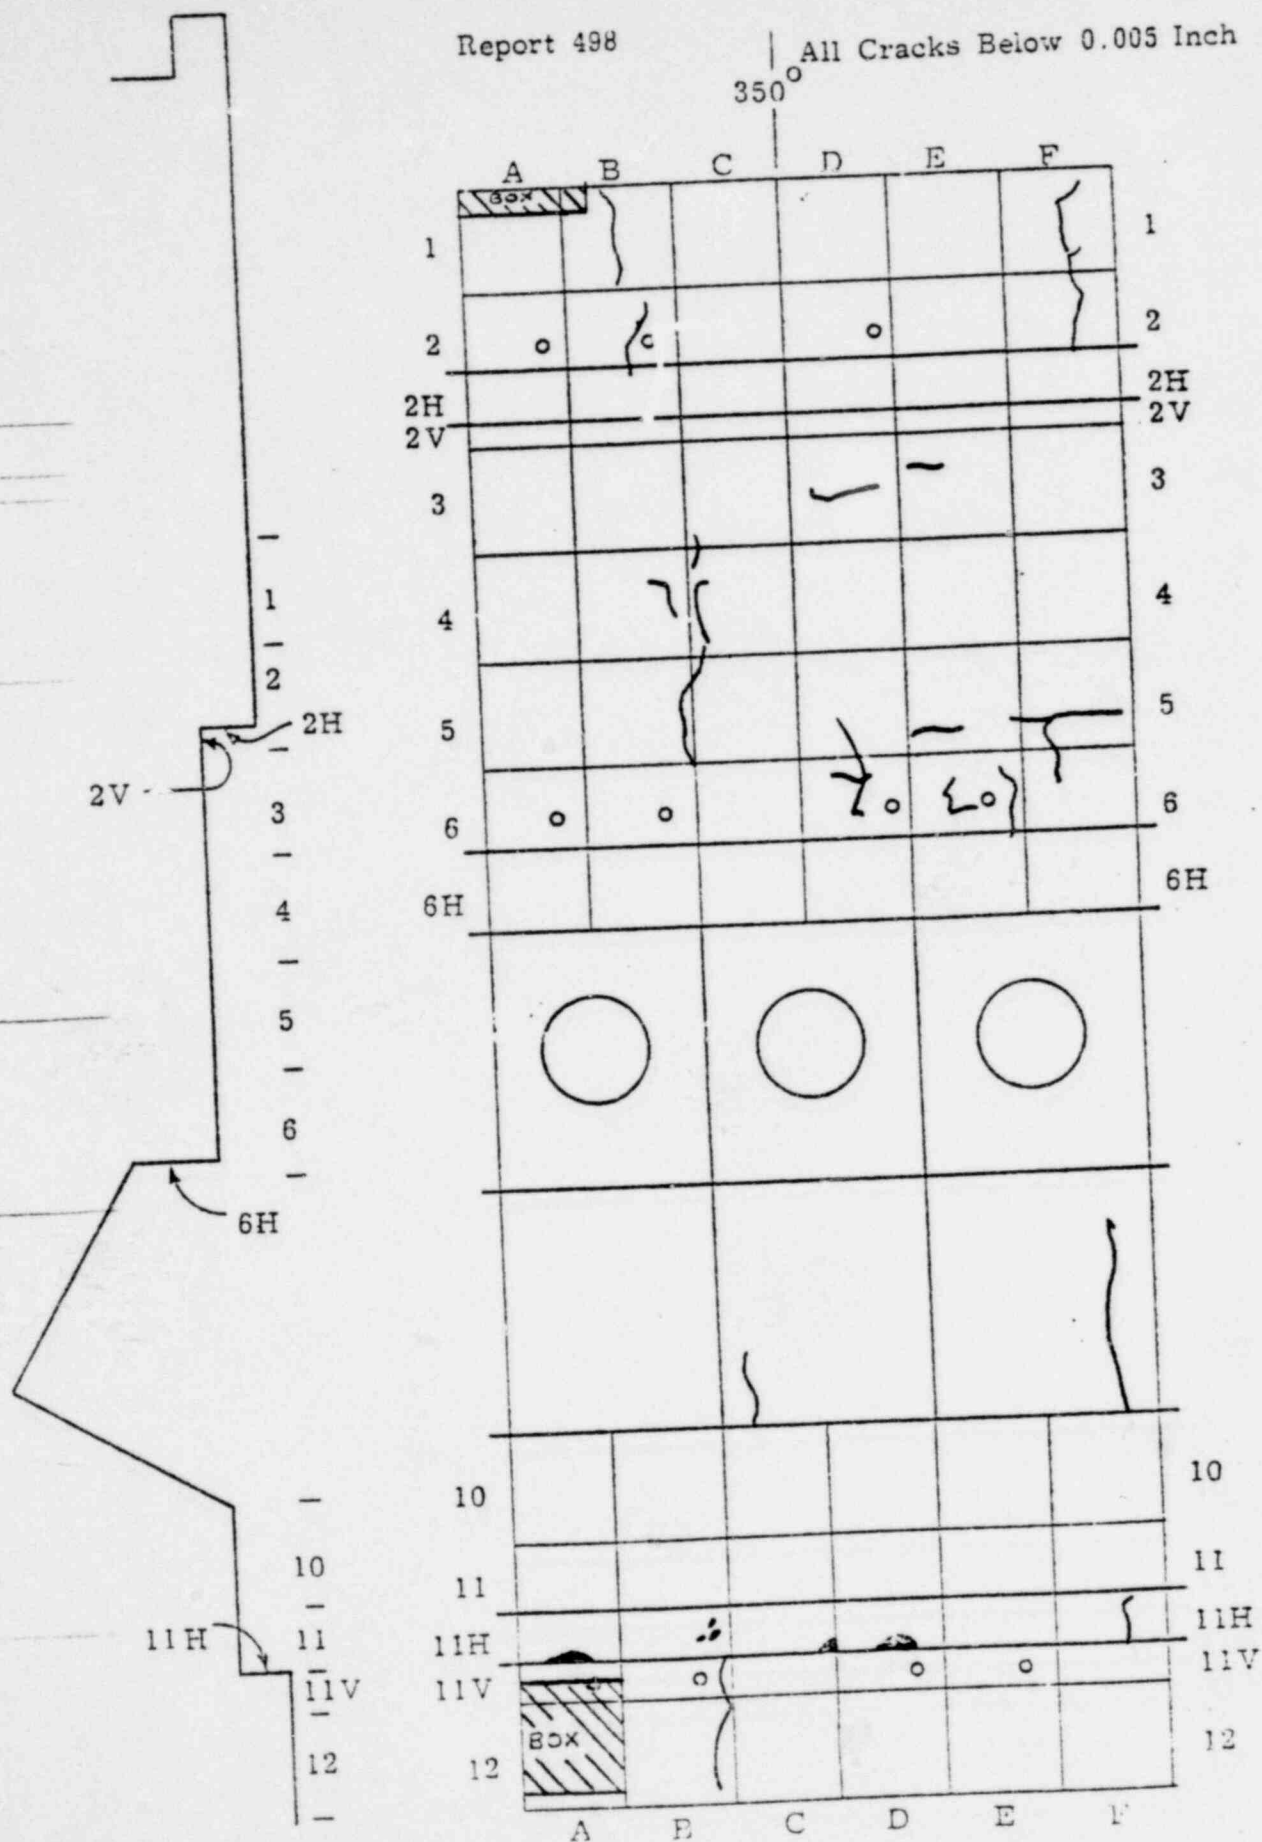 Report 498
All Cracks Below 0.005 Inch
350°
A B C D E F
BOX
1 1
2 2
2H 2H
2V 2V
3 3
4 4
5 5
6 6
6H 6H
10 10
11 11
11H 11H
11V 11V
BOX
12 12
A B C D E F
1
2
2H
2V
3
4
5
6
6H
10
11H
11
11V
12